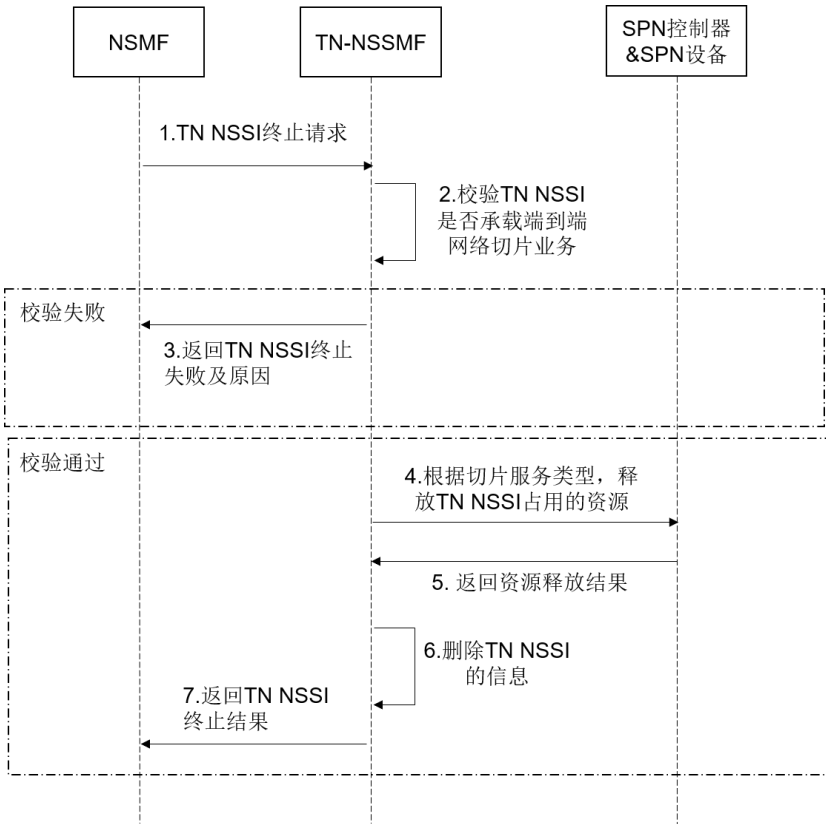 NSMF
TN-NSSMF
SPN控制器
&SPN设备
1.TN NSSI终止请求
2.校验TN NSSI
是否承载端到端
网络切片业务
校验失败
3.返回TN NSSI终止
失败及原因
校验通过
4.根据切片服务类型，释
放TN NSSI占用的资源
5. 返回资源释放结果
6.删除TN NSSI
的信息
7.返回TN NSSI
终止结果